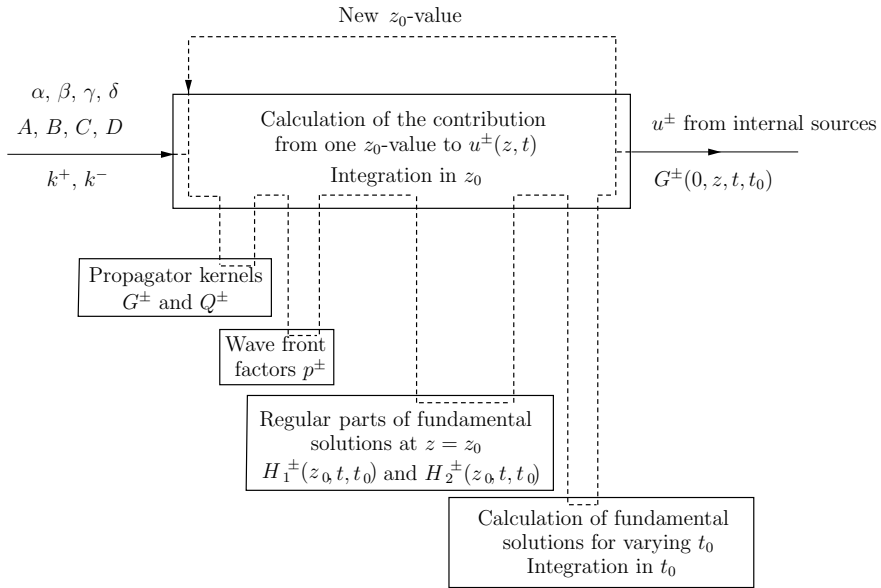 New z₀-value
α, β, γ, δ
A, B, C, D
k⁺, k⁻
Calculation of the contribution
from one z₀-value to u±(z, t)
Integration in z₀
u± from internal sources
G±(0, z, t, t₀)
Propagator kernels
G± and Q±
Wave front
factors p±
Regular parts of fundamental
solutions at z = z₀
H₁±(z₀, t, t₀) and H₂±(z₀, t, t₀)
Calculation of fundamental
solutions for varying t₀
Integration in t₀